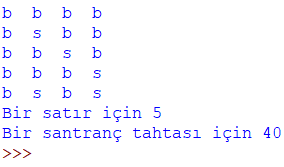 b s b b
b s b b
b b s b
b b b s
b s b s
Bir satır için 5
Bir santranç tahtası için 40
>>>